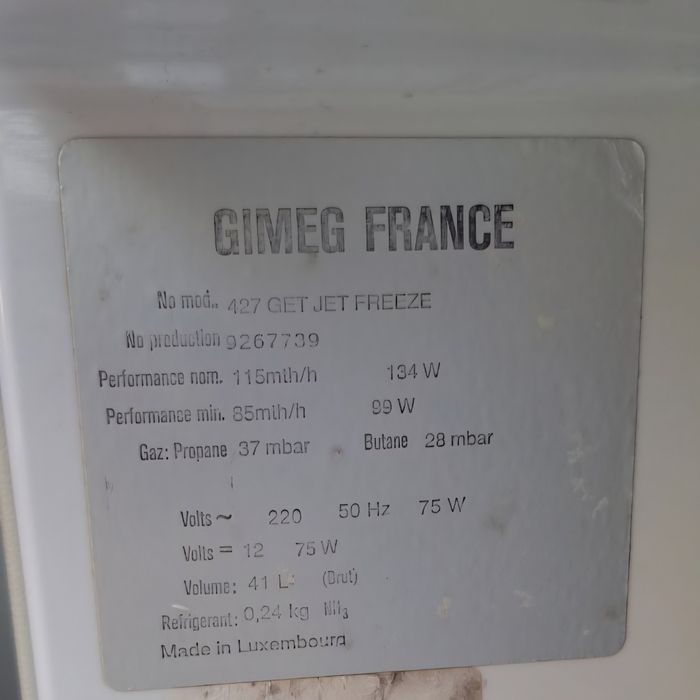 GIMEG FRANCE
No mod.. 427 GET JET FREEZE
No production 9267739
Performance nom. 115mth/h 134 W
Performance min. 85mth/h 99 W
Gaz: Propane 37 mbar Butane 28 mbar
Volts ~ 220 50 Hz 75 W
Volts = 12 75 W
Volume: 41 L (Brut)
Refrigerant: 0,24 kg NH₃
Made in Luxembourg